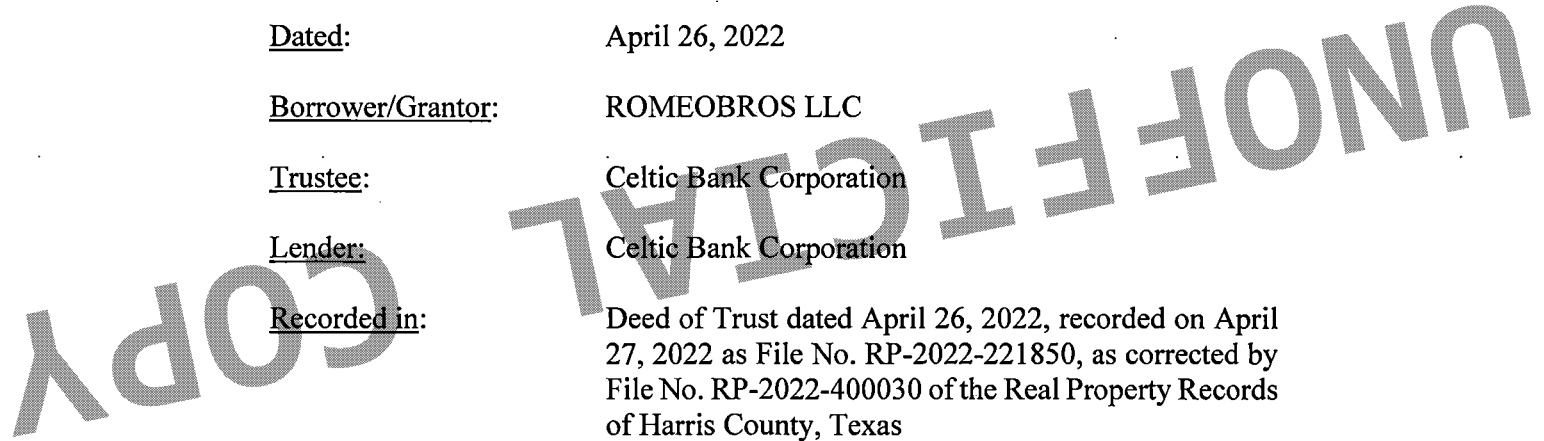 Dated: April 26, 2022
Borrower/Grantor: ROMEOBROS LLC
Trustee: Celtic Bank Corporation
Lender: Celtic Bank Corporation
Recorded in: Deed of Trust dated April 26, 2022, recorded on April
27, 2022 as File No. RP-2022-221850, as corrected by
File No. RP-2022-400030 of the Real Property Records
of Harris County, Texas
UNOFFICIAL COPY